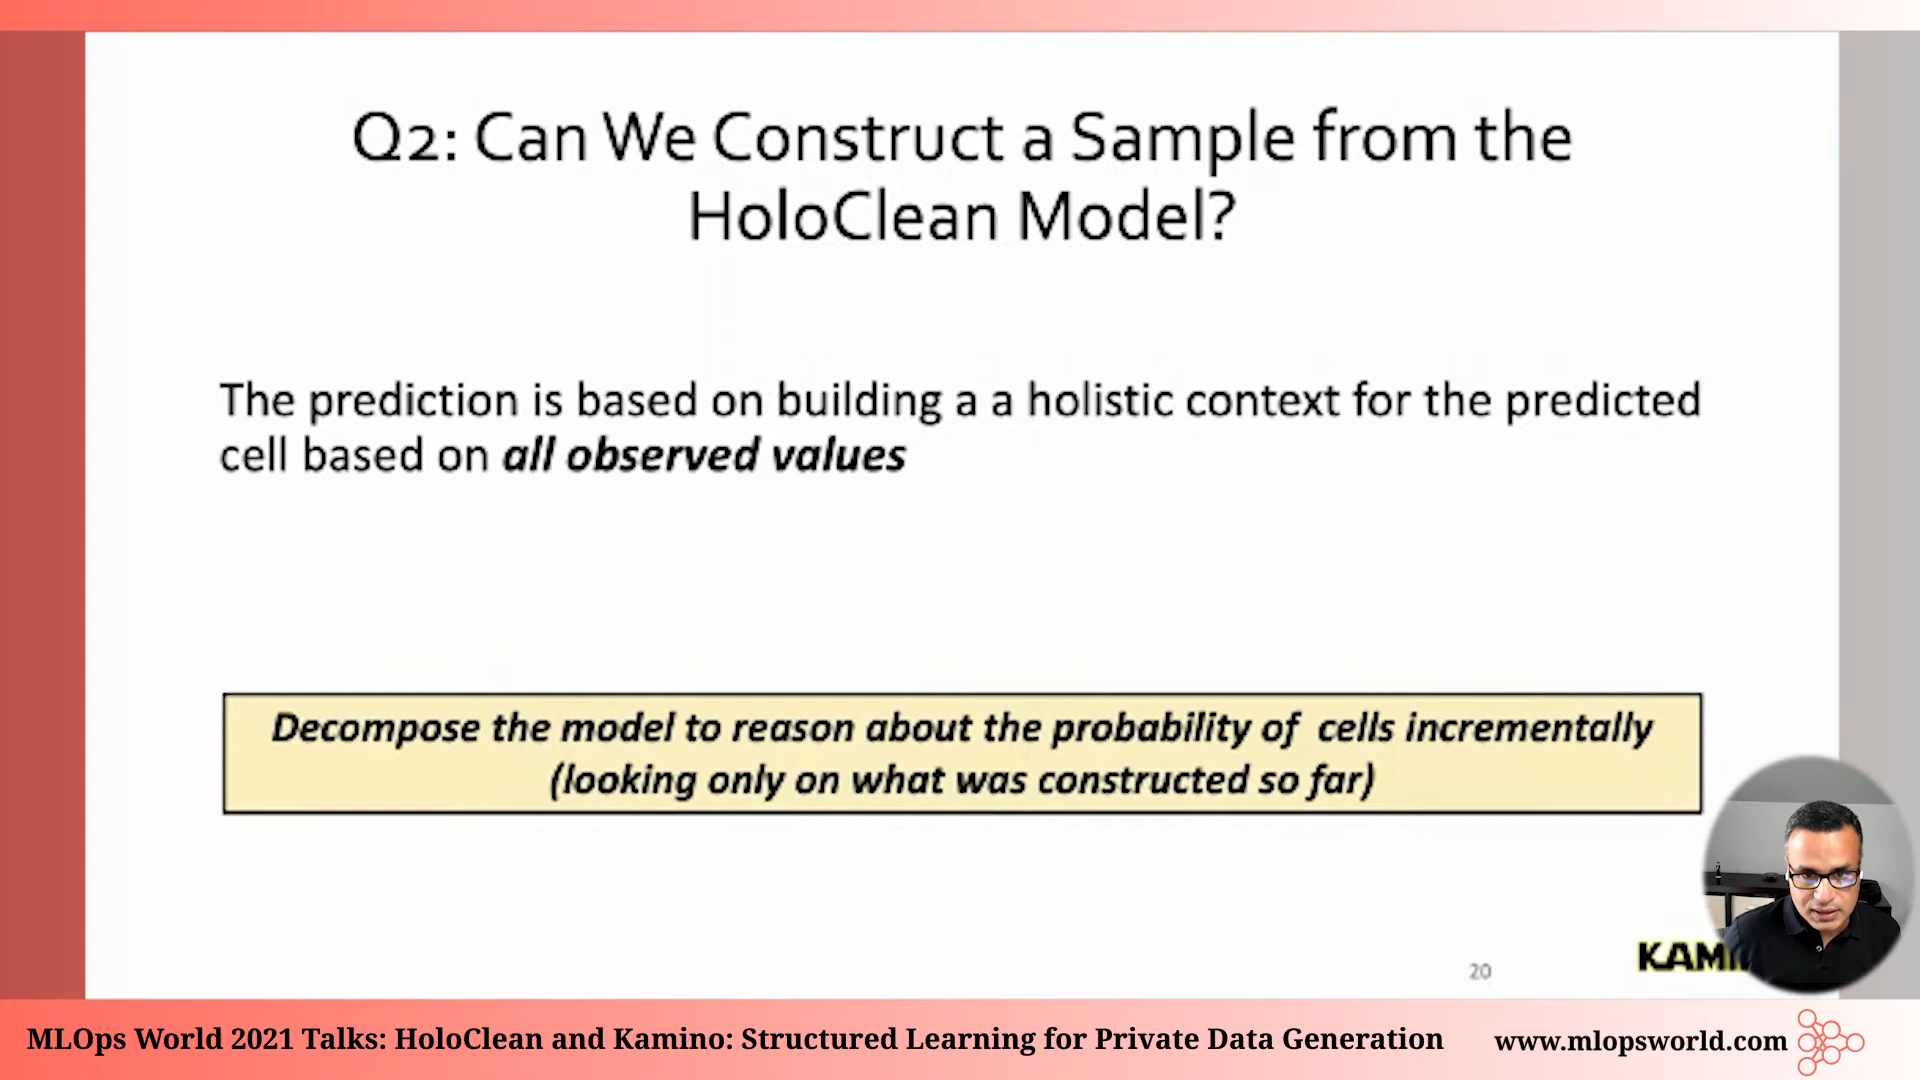 Q2: Can We Construct a Sample from the
HoloClean Model?
The prediction is based on building a a holistic context for the predicted
cell based on all observed values
Decompose the model to reason about the probability of cells incrementally
(looking only on what was constructed so far)
20
MLOps World 2021 Talks: HoloClean and Kamino: Structured Learning for Private Data Generation
www.mlopsworld.com